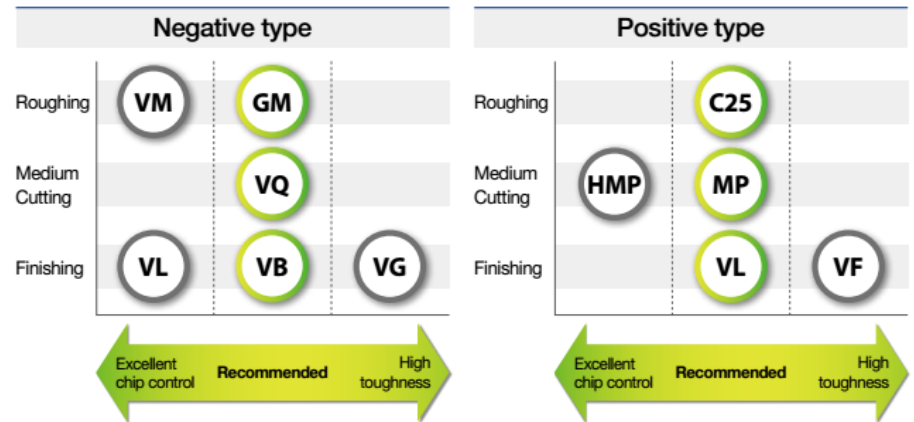 Negative type
Roughing
VM
GM
Medium
Cutting
VQ
Finishing
VL
VB
VG
Excellent
chip control
Recommended
High
toughness
Positive type
Roughing
C25
Medium
Cutting
HMP
MP
Finishing
VL
VF
Excellent
chip control
Recommended
High
toughness